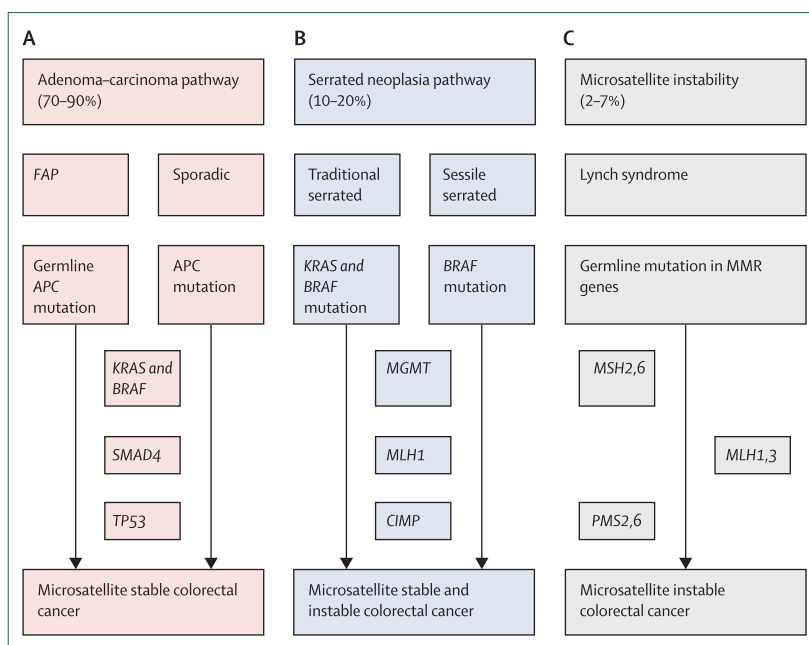 A
Adenoma–carcinoma pathway
(70–90%)
FAP
Sporadic
Germline
APC
mutation
APC
mutation
KRAS and
BRAF
SMAD4
TP53
Microsatellite stable colorectal
cancer
B
Serrated neoplasia pathway
(10–20%)
Traditional
serrated
Sessile
serrated
KRAS and
BRAF
mutation
BRAF
mutation
MGMT
MLH1
CIMP
Microsatellite stable and
instable colorectal cancer
C
Microsatellite instability
(2–7%)
Lynch syndrome
Germline mutation in MMR
genes
MSH2,6
MLH1,3
PMS2,6
Microsatellite instable
colorectal cancer